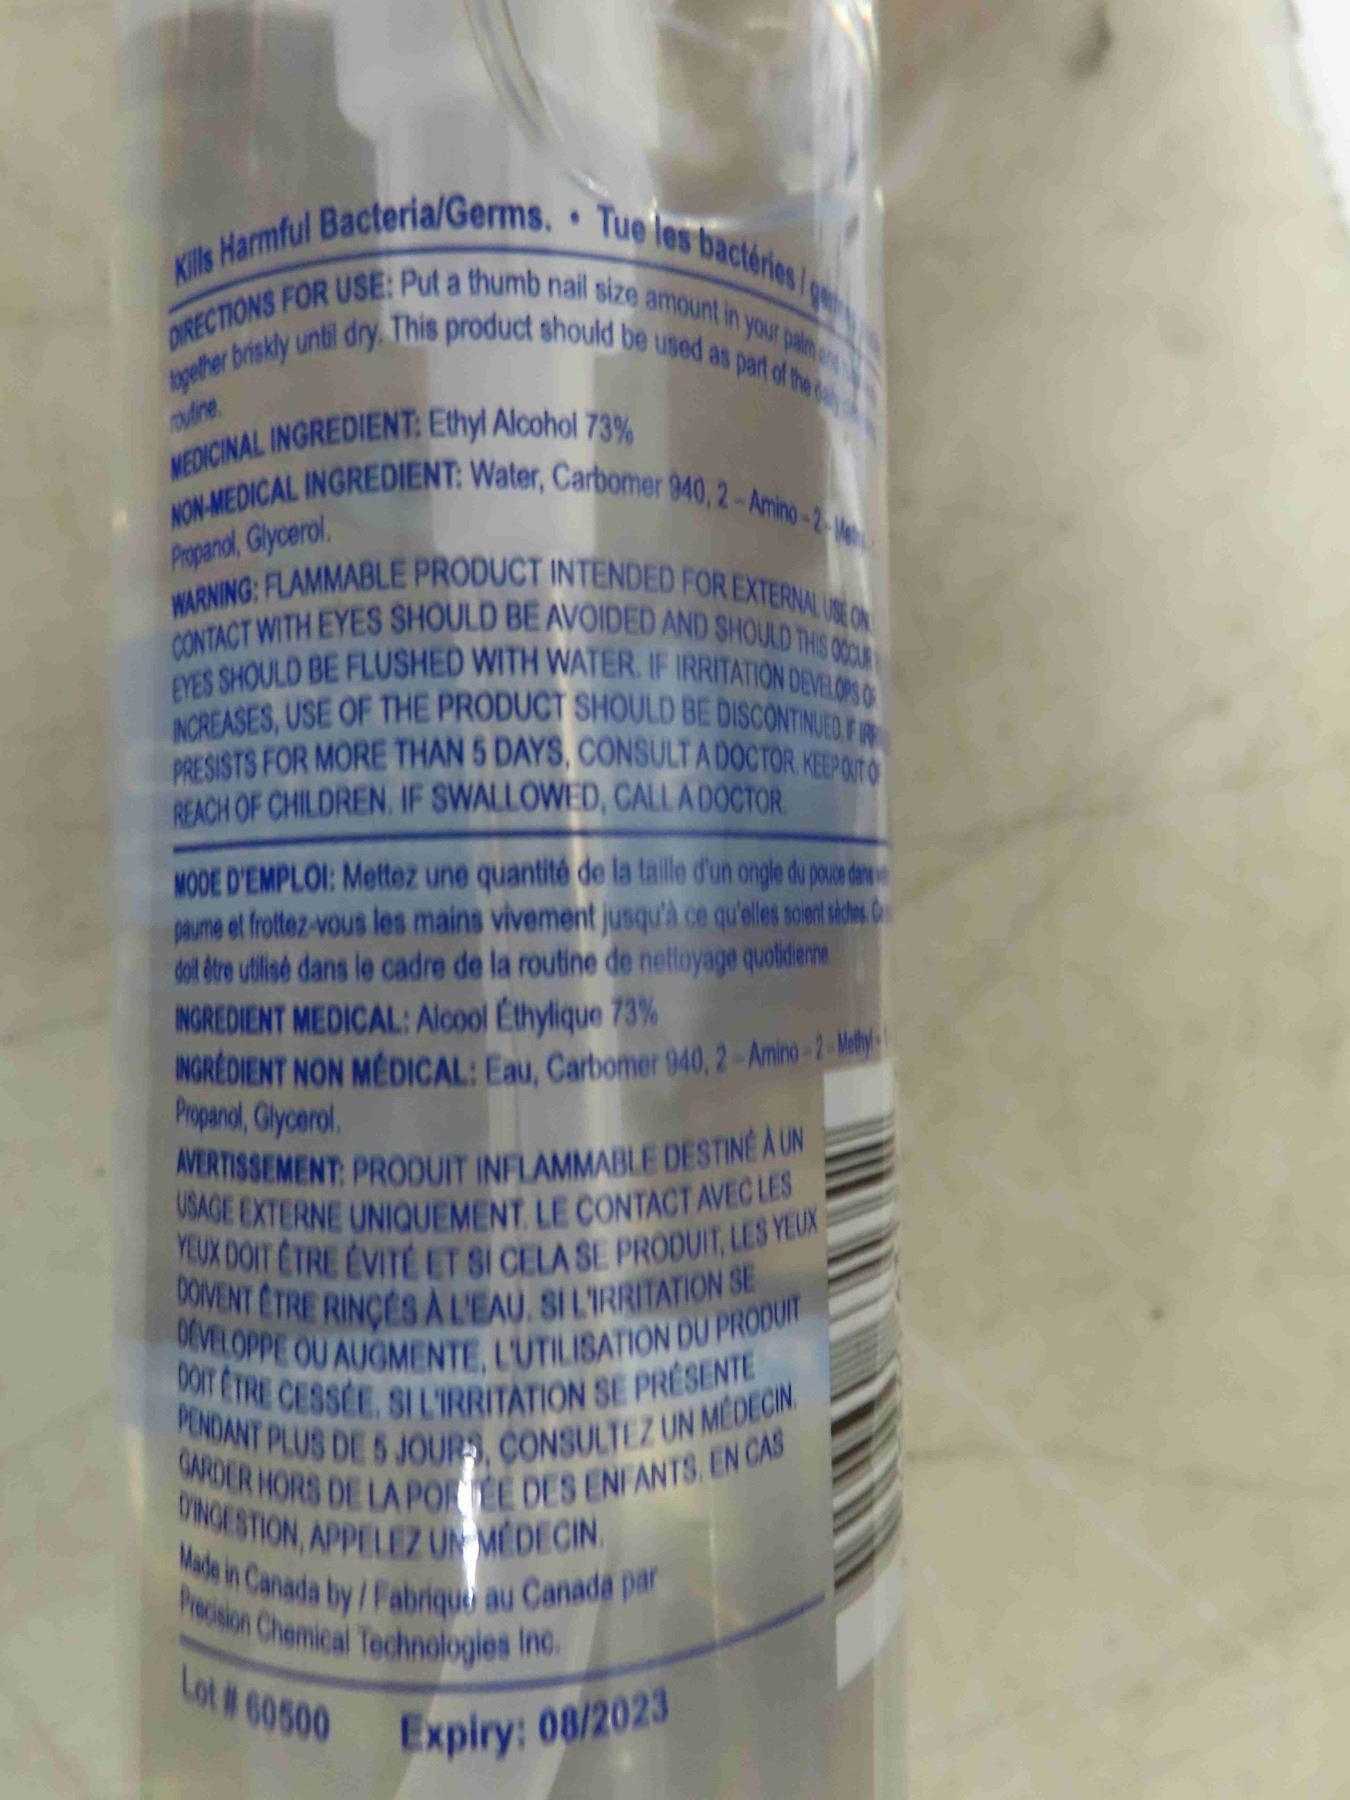 Kills Harmful Bacteria/Germs. • Tue les bactéries /
DIRECTIONS FOR USE: Put a thumb nail size amount in your palm and
together briskly until dry. This product should be used as part of the daily
routine.
MEDICINAL INGREDIENT: Ethyl Alcohol 73%
NON-MEDICAL INGREDIENT: Water, Carbomer 940, 2 – Amino – 2 -
Propanol, Glycerol.
WARNING: FLAMMABLE PRODUCT INTENDED FOR EXTERNAL USE
CONTACT WITH EYES SHOULD BE AVOIDED AND SHOULD THIS OCCUR
EYES SHOULD BE FLUSHED WITH WATER. IF IRRITATION DEVELOPS OR
INCREASES, USE OF THE PRODUCT SHOULD BE DISCONTINUED. IF
PRESISTS FOR MORE THAN 5 DAYS, CONSULT A DOCTOR. KEEP OUT OF
REACH OF CHILDREN. IF SWALLOWED, CALL A DOCTOR.
MODE D'EMPLOI: Mettez une quantité de la taille d'un ongle du pouce dans
paume et frottez-vous les mains vivement jusqu'à ce qu'elles soient sèches.
doit être utilisé dans le cadre de la routine de nettoyage quotidienne.
INGREDIENT MEDICAL: Alcool Éthylique 73%
INGRÉDIENT NON MÉDICAL: Eau, Carbomer 940, 2 – Amino – 2 - Methyl -
Propanol, Glycerol.
AVERTISSEMENT: PRODUIT INFLAMMABLE DESTINÉ À UN
USAGE EXTERNE UNIQUEMENT. LE CONTACT AVEC LES
YEUX DOIT ÊTRE ÉVITÉ ET SI CELA SE PRODUIT, LES YEUX
DOIVENT ÊTRE RINÇÉS À L'EAU. SI L'IRRITATION SE
DÉVELOPPE OU AUGMENTE, L'UTILISATION DU PRODUIT
DOIT ÊTRE CESSÉE. SI L'IRRITATION SE PRÉSENTE
PENDANT PLUS DE 5 JOURS, CONSULTEZ UN MÉDECIN.
GARDER HORS DE LA PORTÉE DES ENFANTS. EN CAS
D'INGESTION, APPELEZ UN MÉDECIN.
Made in Canada by / Fabriqué au Canada par
Precision Chemical Technologies Inc.
Lot # 60500 Expiry: 08/2023